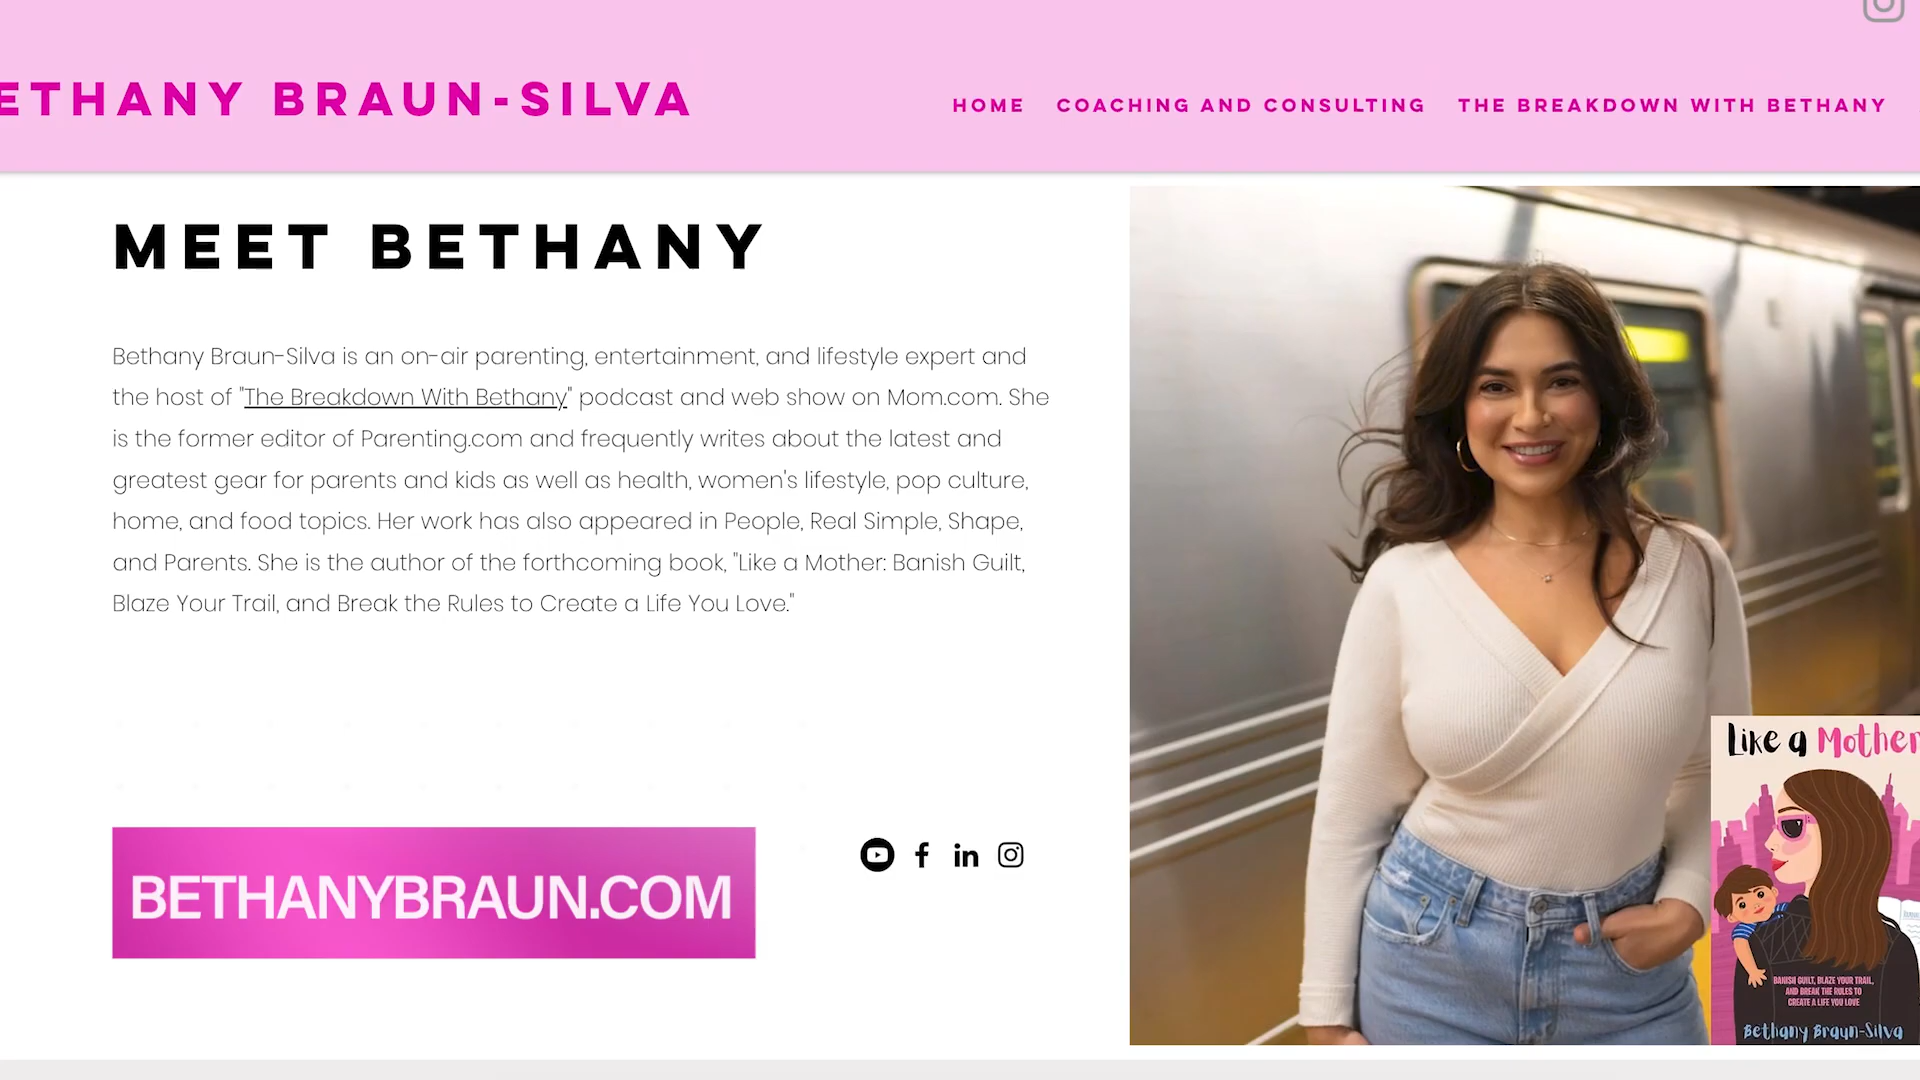 ETHANY BRAUN-SILVA
HOME COACHING AND CONSULTING THE BREAKDOWN WITH BETHANY
MEET BETHANY
Bethany Braun-Silva is an on-air parenting, entertainment, and lifestyle expert and
the host of "The Breakdown With Bethany" podcast and web show on Mom.com. She
is the former editor of Parenting.com and frequently writes about the latest and
greatest gear for parents and kids as well as health, women's lifestyle, pop culture,
home, and food topics. Her work has also appeared in People, Real Simple, Shape,
and Parents. She is the author of the forthcoming book, "Like a Mother: Banish Guilt,
Blaze Your Trail, and Break the Rules to Create a Life You Love."
BETHANYBRAUN.COM
Like a Mother
BANISH GUILT, BLAZE YOUR TRAIL,
AND BREAK THE RULES TO
CREATE A LIFE YOU LOVE
Bethany Braun-Silva